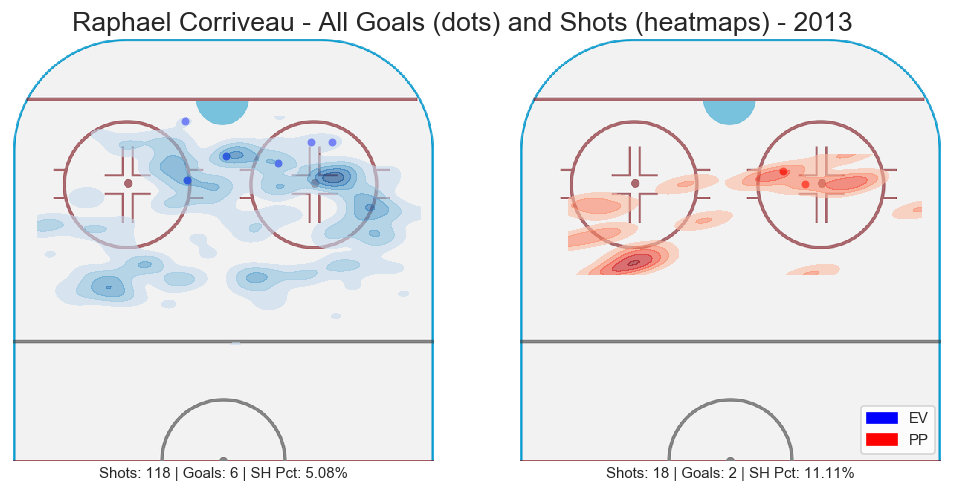 Raphael Corriveau - All Goals (dots) and Shots (heatmaps) - 2013
EV
PP
Shots: 118 | Goals: 6 | SH Pct: 5.08%
Shots: 18 | Goals: 2 | SH Pct: 11.11%